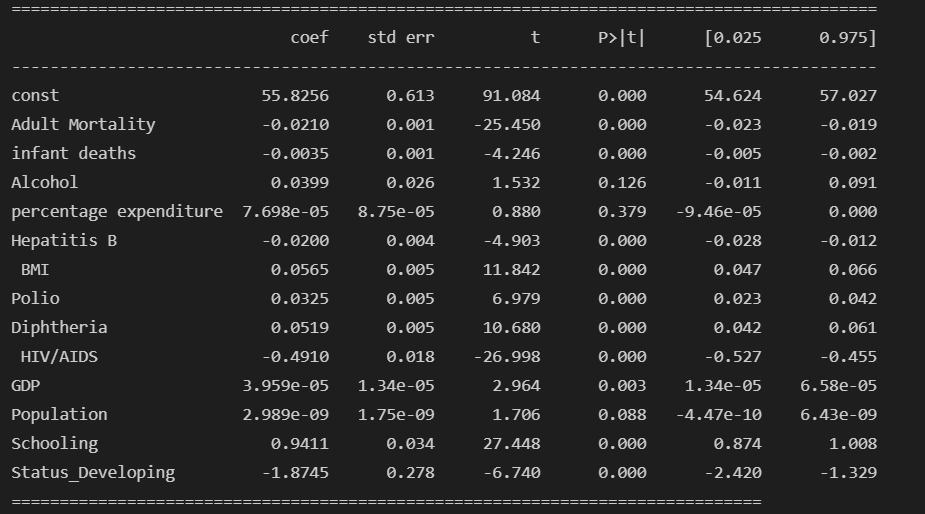 ==========================================================================================
                             coef    std err          t      P>|t|      [0.025      0.975]
------------------------------------------------------------------------------------------
const                     55.8256      0.613     91.084      0.000      54.624      57.027
Adult Mortality           -0.0210      0.001    -25.450      0.000      -0.023      -0.019
infant deaths             -0.0035      0.001     -4.246      0.000      -0.005      -0.002
Alcohol                    0.0399      0.026      1.532      0.126      -0.011       0.091
percentage expenditure  7.698e-05   8.75e-05      0.880      0.379   -9.46e-05       0.000
Hepatitis B               -0.0200      0.004     -4.903      0.000      -0.028      -0.012
 BMI                       0.0565      0.005     11.842      0.000       0.047       0.066
Polio                      0.0325      0.005      6.979      0.000       0.023       0.042
Diphtheria                 0.0519      0.005     10.680      0.000       0.042       0.061
 HIV/AIDS                 -0.4910      0.018    -26.998      0.000      -0.527      -0.455
GDP                     3.959e-05   1.34e-05      2.964      0.003    1.34e-05    6.58e-05
Population              2.989e-09   1.75e-09      1.706      0.088   -4.47e-10    6.43e-09
Schooling                  0.9411      0.034     27.448      0.000       0.874       1.008
Status_Developing         -1.8745      0.278     -6.740      0.000      -2.420      -1.329
==============================================================================